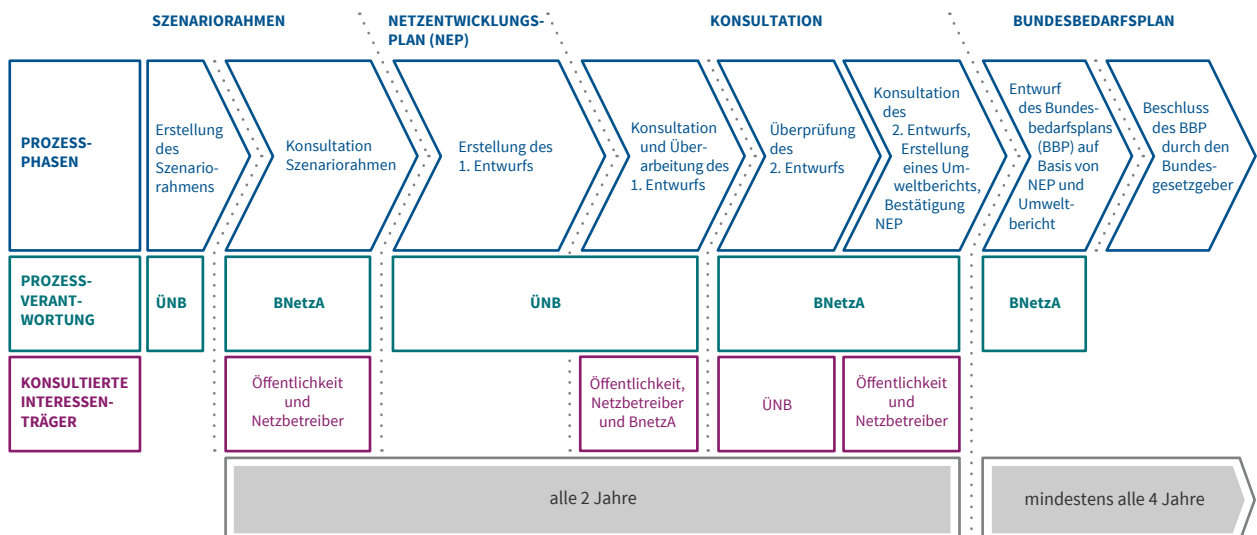 SZENARIORAHMEN
NETZENTWICKLUNGS-
PLAN (NEP)
KONSULTATION
BUNDESBEDARFSPLAN
PROZESS-
PHASEN
Erstellung
des
Szenario-
rahmens
Konsultation
Szenariorahmen
Erstellung des
1. Entwurfs
Konsultation
und Über-
arbeitung des
1. Entwurfs
Überprüfung
des
2. Entwurfs
Konsultation
des
2. Entwurfs,
Erstellung
eines Um-
weltberichts,
Bestätigung
NEP
Entwurf
des Bundes-
bedarfsplans
(BBP) auf
Basis von
NEP und
Umwelt-
bericht
Beschluss
des BBP
durch den
Bundes-
gesetzgeber
PROZESS-
VERANT-
WORTUNG
ÜNB
BNetzA
ÜNB
BNetzA
BNetzA
KONSULTIERTE
INTERESSEN-
TRÄGER
Öffentlichkeit
und
Netzbetreiber
Öffentlichkeit,
Netzbetreiber
und BnetzA
ÜNB
Öffentlichkeit
und
Netzbetreiber
alle 2 Jahre
mindestens alle 4 Jahre